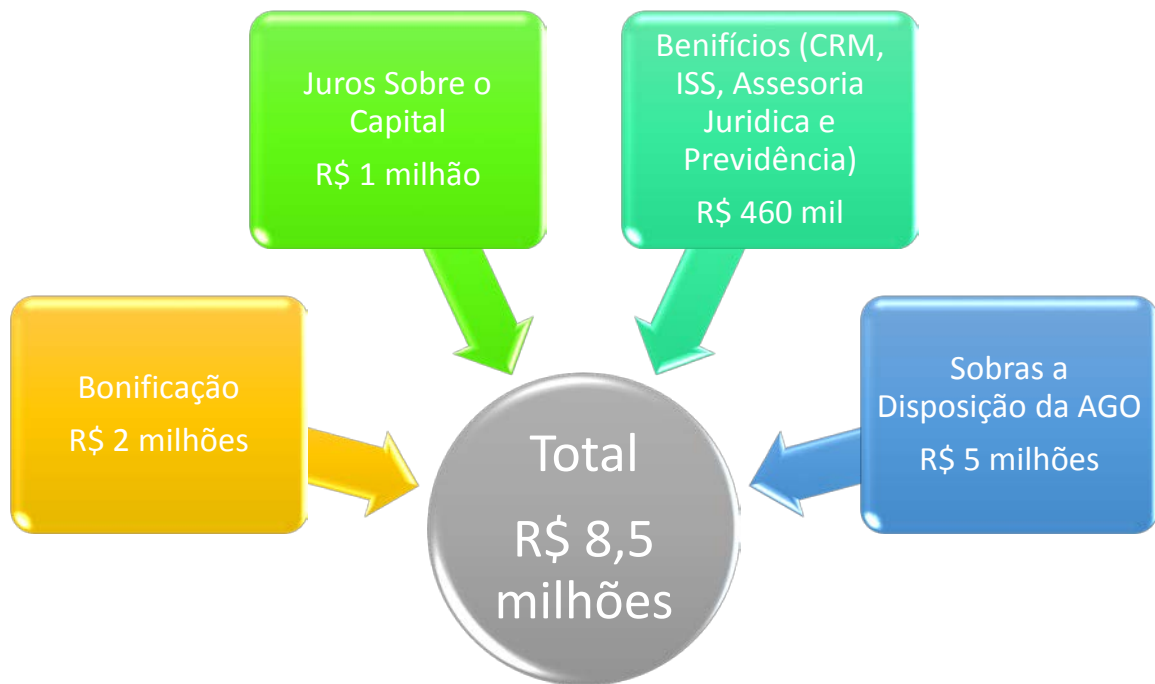 Juros Sobre o
Capital
R$ 1 milhão
Benifícios (CRM,
ISS, Assesoria
Juridica e
Previdência)
R$ 460 mil
Bonificação
R$ 2 milhões
Sobras a
Disposição da AGO
R$ 5 milhões
Total
R$ 8,5
milhões